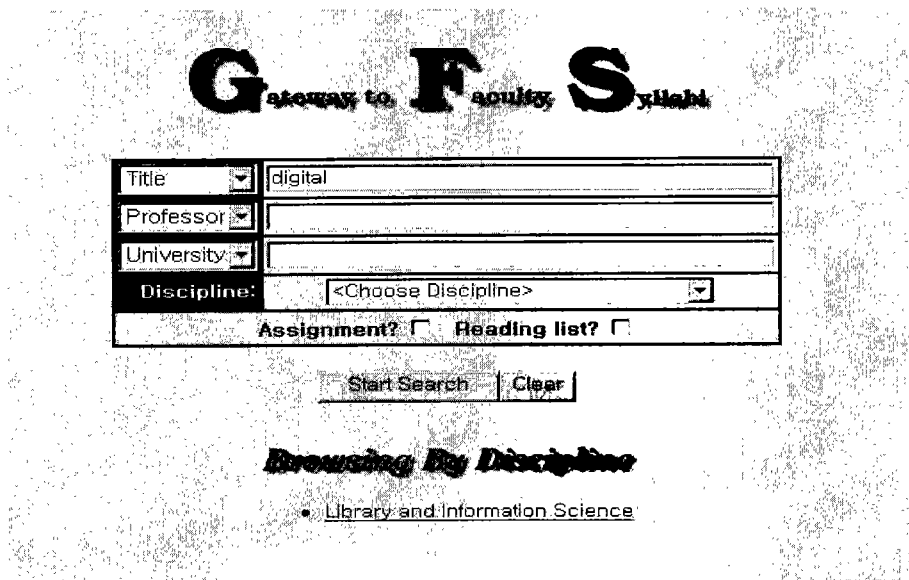 Gateway to Faculty Syllabi
Title digital
Professor
University
Discipline: <Choose Discipline>
Assignment? Reading list?
Start Search Clear
Browsing By Discipline
• Library and Information Science